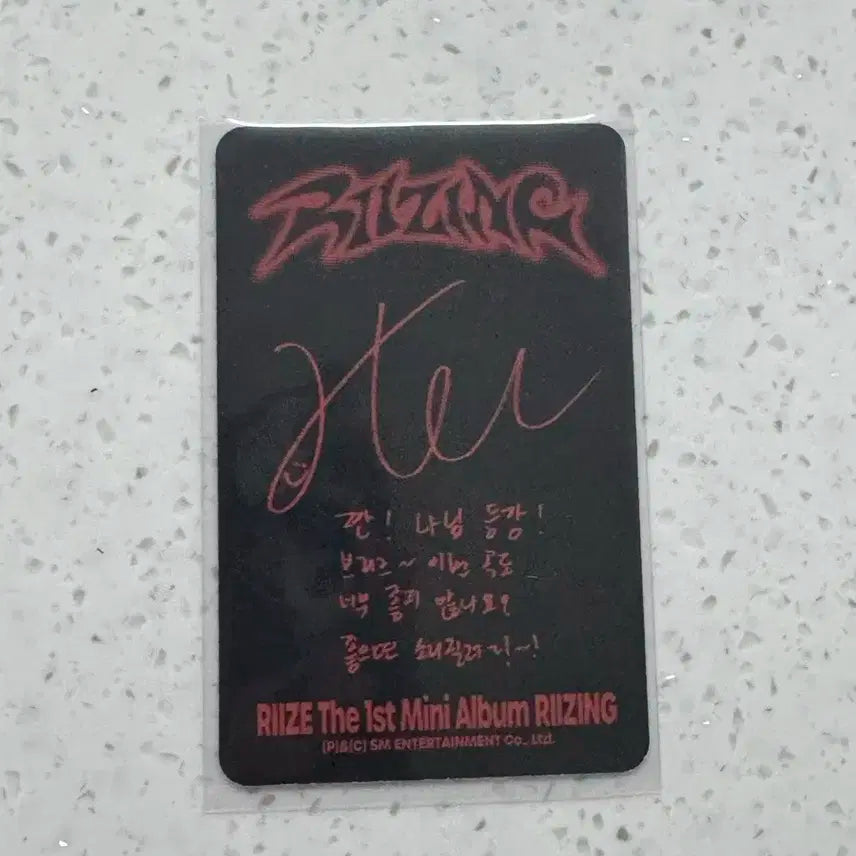 RIIZING
짠! 나님 등장!
브리즈~ 이번 곡도
너무 좋지 않나요?
좋으면 소리질러~!
RIIZE The 1st Mini Album RIIZING
(P)&(C) SM ENTERTAINMENT Co., Ltd.